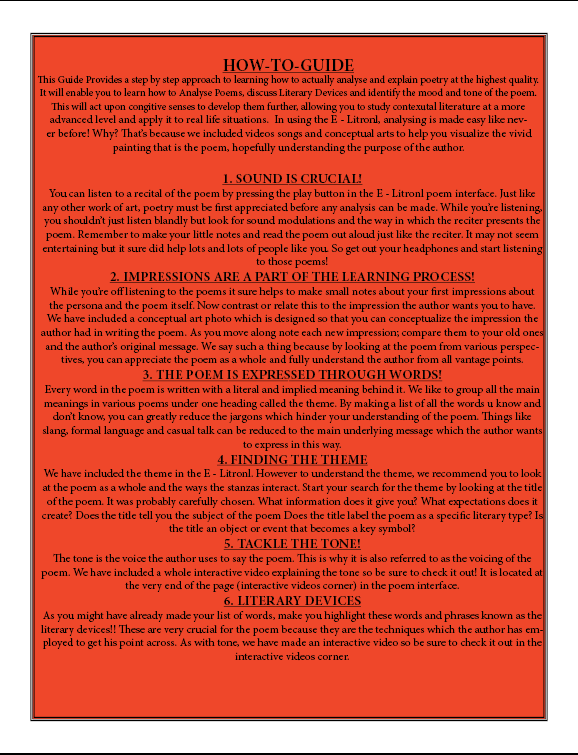 HOW-TO-GUIDE
This Guide Provides a step by step approach to learning how to actually analyse and explain poetry at the highest quality.
It will enable you to learn how to Analyse Poems, discuss Literary Devices and identify the mood and tone of the poem.
This will act upon congitive senses to develop them further, allowing you to study contexutal literature at a more
advanced level and apply it to real life situations.  In using the E - Litronl, analysing is made easy like nev-
er before! Why? That's because we included videos songs and conceptual arts to help you visualize the vivid
painting that is the poem, hopefully understanding the purpose of the author.
1. SOUND IS CRUCIAL!
You can listen to a recital of the poem by pressing the play button in the E - Litronl poem interface. Just like
any other work of art, poetry must be first appreciated before any analysis can be made. While you're listening,
you shouldn't just listen blandly but look for sound modulations and the way in which the reciter presents the
poem. Remember to make your little notes and read the poem out aloud just like the reciter. It may not seem
entertaining but it sure did help lots and lots of people like you. So get out your headphones and start listening
to those poems!
2. IMPRESSIONS ARE A PART OF THE LEARNING PROCESS!
While you're off listening to the poems it sure helps to make small notes about your first impressions about
the persona and the poem itself. Now contrast or relate this to the impression the author wants you to have.
We have included a conceptual art photo which is designed so that you can conceptualize the impression the
author had in writing the poem. As you move along note each new impression; compare them to your old ones
and the author's original message. We say such a thing because by looking at the poem from various perspec-
tives, you can appreciate the poem as a whole and fully understand the author from all vantage points.
3. THE POEM IS EXPRESSED THROUGH WORDS!
Every word in the poem is written with a literal and implied meaning behind it. We like to group all the main
meanings in various poems under one heading called the theme. By making a list of all the words u know and
don't know, you can greatly reduce the jargons which hinder your understanding of the poem. Things like
slang, formal language and casual talk can be reduced to the main underlying message which the author wants
to express in this way.
4. FINDING THE THEME
We have included the theme in the E - Litronl. However to understand the theme, we recommend you to look
at the poem as a whole and the ways the stanzas interact. Start your search for the theme by looking at the title
of the poem. It was probably carefully chosen. What information does it give you? What expectations does it
create? Does the title tell you the subject of the poem Does the title label the poem as a specific literary type? Is
the title an object or event that becomes a key symbol?
5. TACKLE THE TONE!
The tone is the voice the author uses to say the poem. This is why it is also referred to as the voicing of the
poem. We have included a whole interactive video explaining the tone so be sure to check it out! It is located at
the very end of the page (interactive videos corner) in the poem interface.
6. LITERARY DEVICES
As you might have already made your list of words, make you highlight these words and phrases known as the
literary devices!! These are very crucial for the poem because they are the techniques which the author has em-
ployed to get his point across. As with tone, we have made an interactive video so be sure to check it out in the
interactive videos corner.